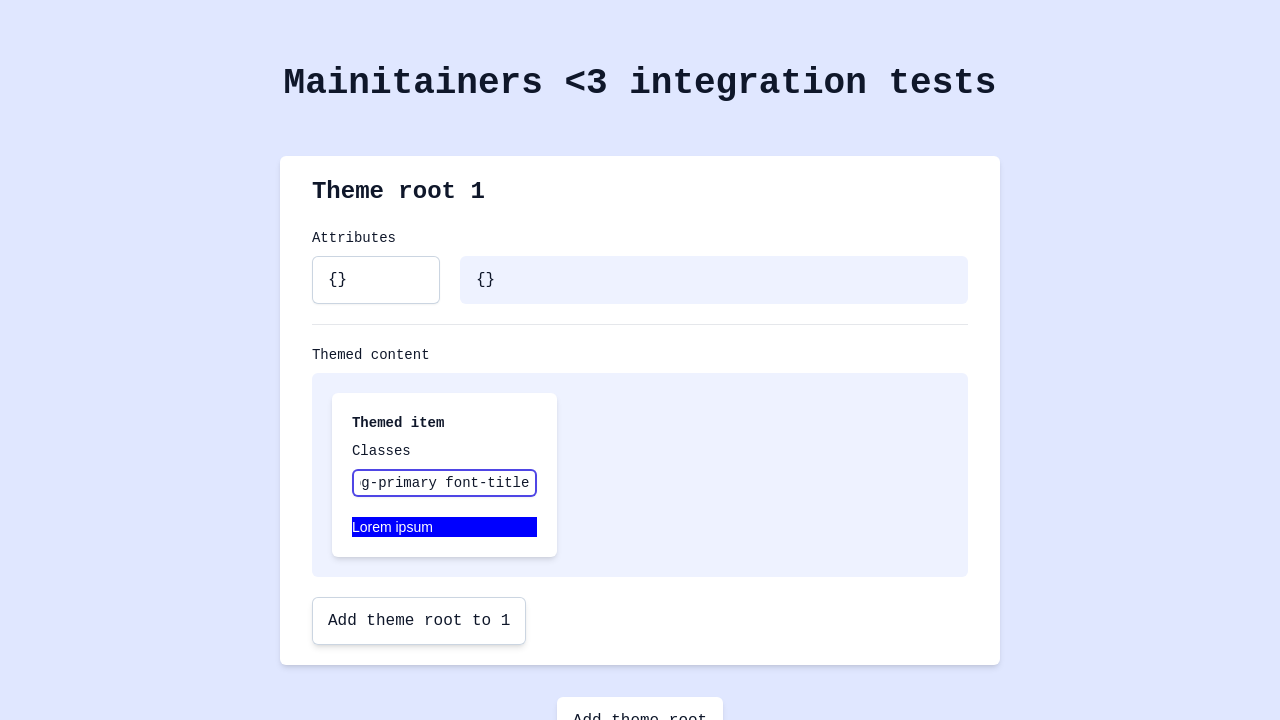 Mainitainers <3 integration tests
Theme root 1
Attributes
{}
{}
Themed content
Themed item
Classes
g-primary font-title
Lorem ipsum
Add theme root to 1
Add theme root